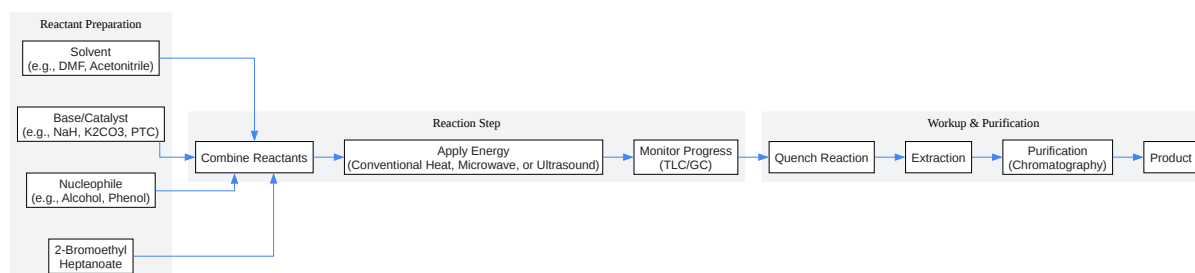 Reactant Preparation
Solvent
(e.g., DMF, Acetonitrile)
Base/Catalyst
(e.g., NaH, K2CO3, PTC)
Nucleophile
(e.g., Alcohol, Phenol)
2-Bromoethyl
Heptanoate
Reaction Step
Combine Reactants
Apply Energy
(Conventional Heat, Microwave, or Ultrasound)
Monitor Progress
(TLC/GC)
Workup & Purification
Quench Reaction
Extraction
Purification
(Chromatography)
Product